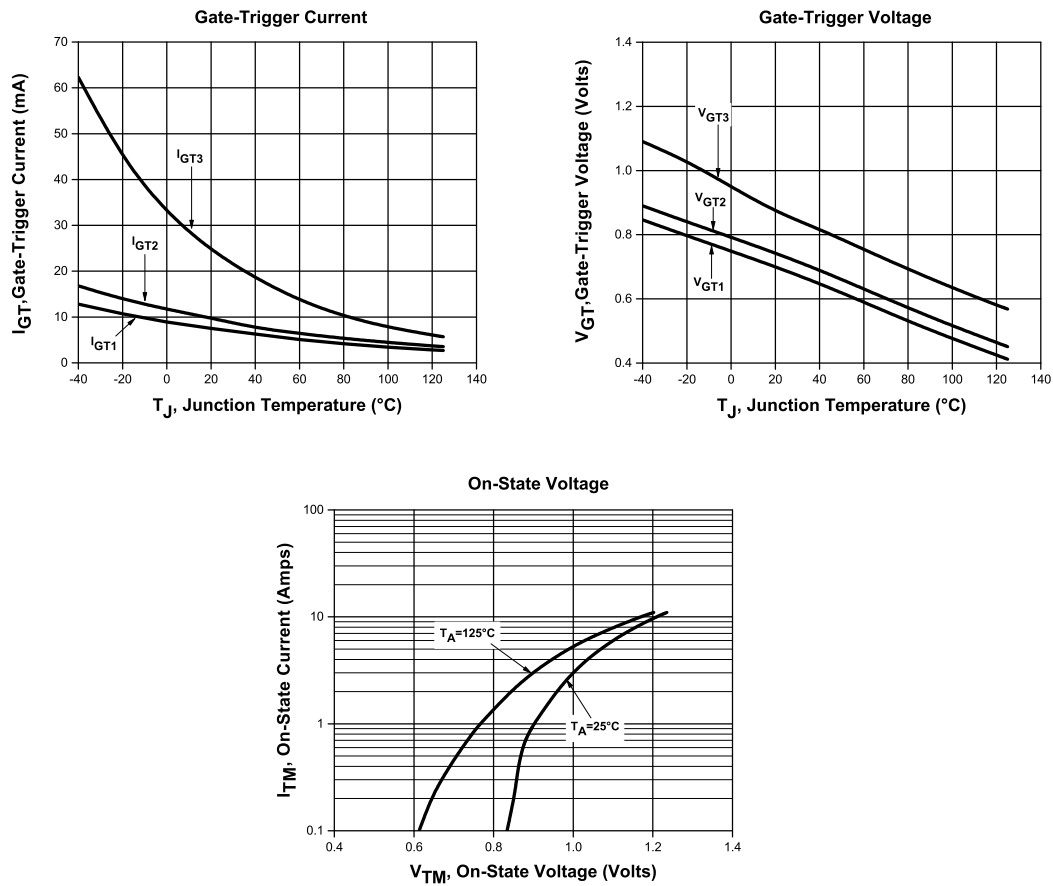 Gate-Trigger Current
IGT,Gate-Trigger Current (mA)
70
60
50
40
30
20
10
0
IGT3
IGT2
IGT1
-40 -20 0 20 40 60 80 100 120 140
TJ, Junction Temperature (°C)
Gate-Trigger Voltage
VGT,Gate-Trigger Voltage (Volts)
1.4
1.2
1.0
0.8
0.6
0.4
VGT3
VGT2
VGT1
-40 -20 0 20 40 60 80 100 120 140
TJ, Junction Temperature (°C)
On-State Voltage
ITM, On-State Current (Amps)
100
10
1
0.1
TA=125°C
TA=25°C
0.4 0.6 0.8 1.0 1.2 1.4
VTM, On-State Voltage (Volts)